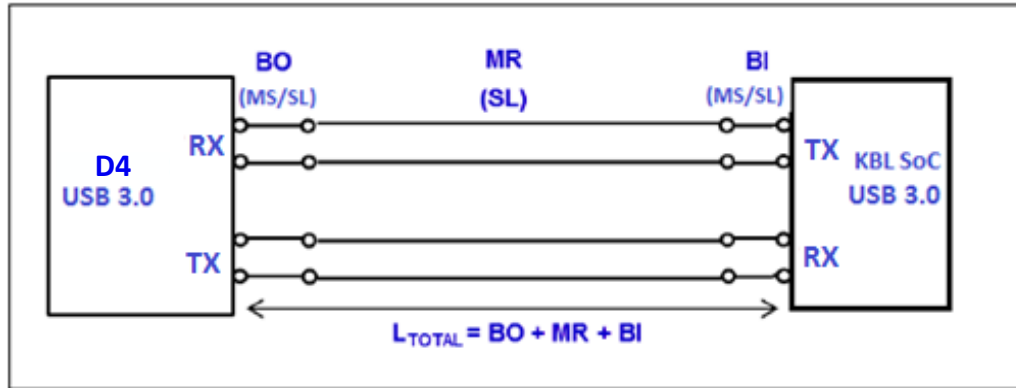 BO MR BI
(MS/SL) (SL) (MS/SL)
RX TX
D4 KBL SoC
USB 3.0 USB 3.0
TX RX
L_TOTAL = BO + MR + BI